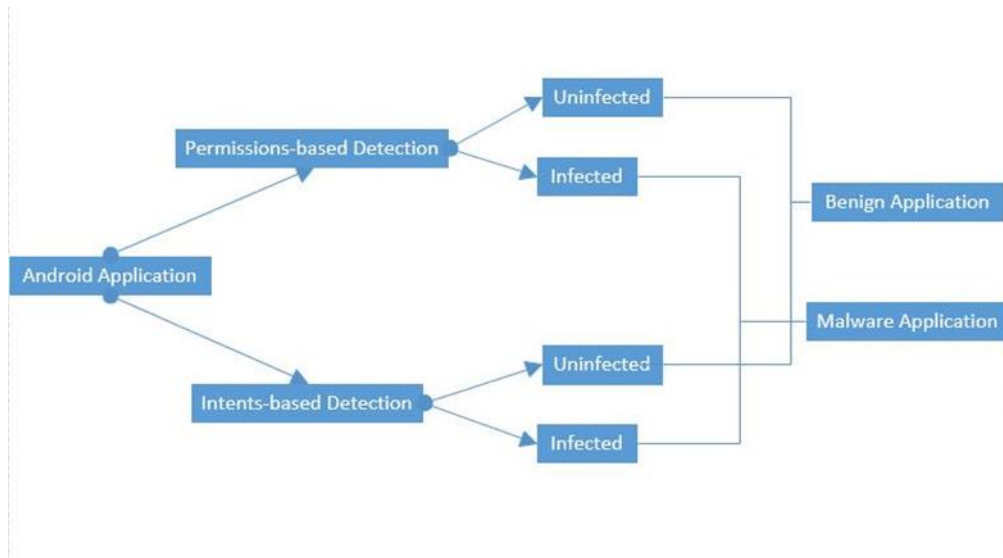 Uninfected
Permissions-based Detection
Infected
Benign Application
Android Application
Malware Application
Uninfected
Intents-based Detection
Infected